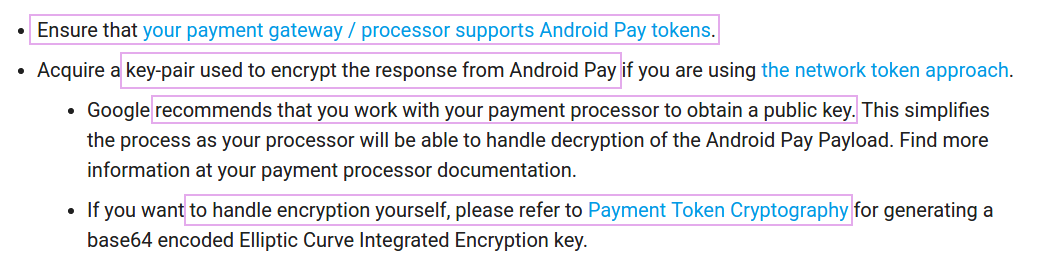 • Ensure that your payment gateway / processor supports Android Pay tokens.
• Acquire a key-pair used to encrypt the response from Android Pay if you are using the network token approach.
• Google recommends that you work with your payment processor to obtain a public key. This simplifies
the process as your processor will be able to handle decryption of the Android Pay Payload. Find more
information at your payment processor documentation.
• If you want to handle encryption yourself, please refer to Payment Token Cryptography for generating a
base64 encoded Elliptic Curve Integrated Encryption key.